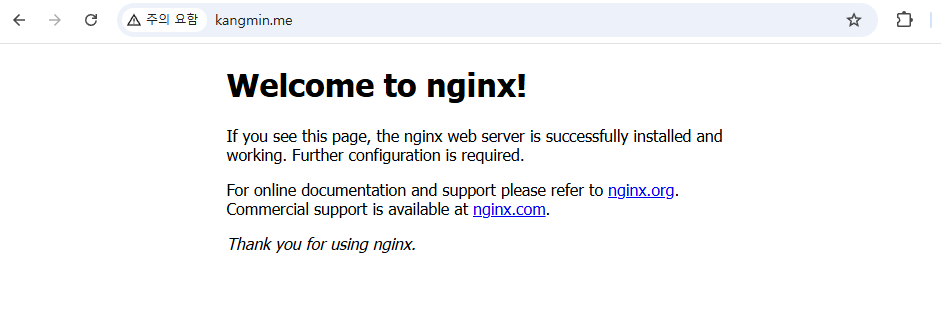 주의 요함 kangmin.me
Welcome to nginx!
If you see this page, the nginx web server is successfully installed and
working. Further configuration is required.
For online documentation and support please refer to nginx.org.
Commercial support is available at nginx.com.
Thank you for using nginx.